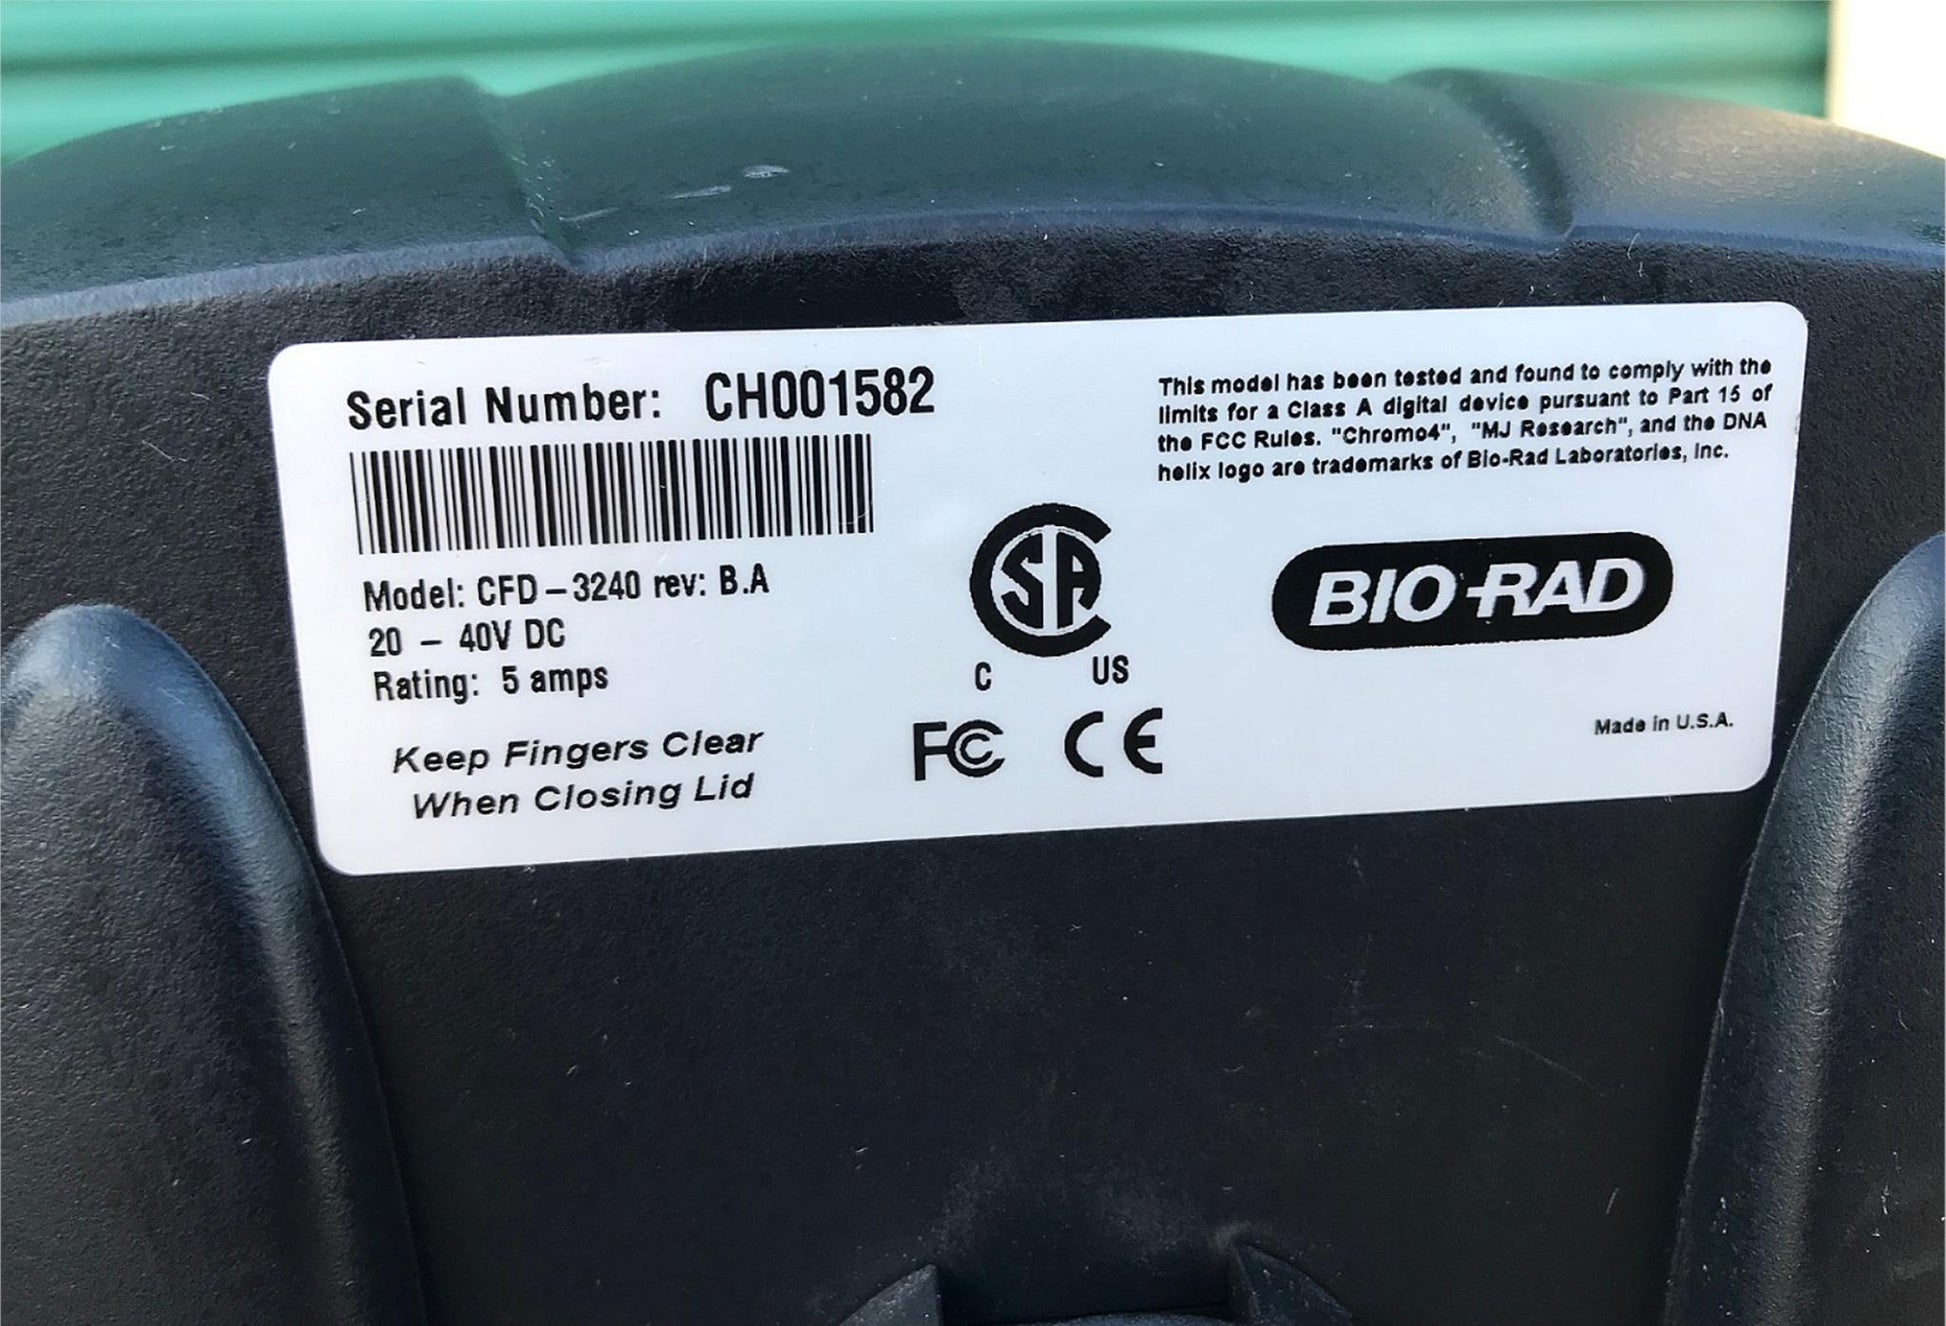 Serial Number: CH001582
Model: CFD-3240 rev: B.A
20 - 40V DC
Rating: 5 amps
Keep Fingers Clear
When Closing Lid
This model has been tested and found to comply with the
limits for a Class A digital device pursuant to Part 15 of
the FCC Rules. "Chromo4", "MJ Research", and the DNA
helix logo are trademarks of Bio-Rad Laboratories, Inc.
SA
C US
FC CE
BIO-RAD
Made in U.S.A.